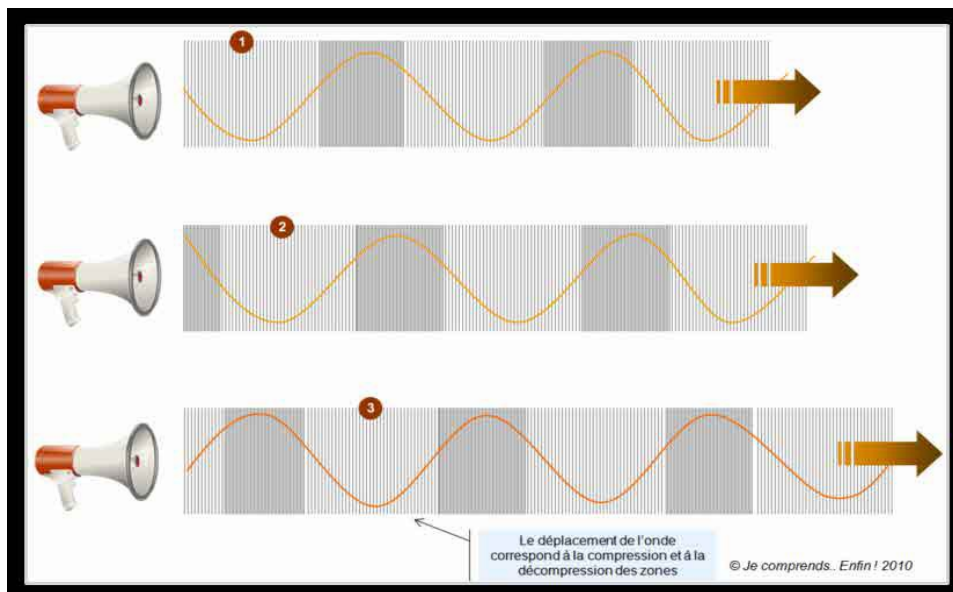 1
2
3
Le déplacement de l'onde
correspond à la compression et à la
décompression des zones
© Je comprends.. Enfin ! 2010